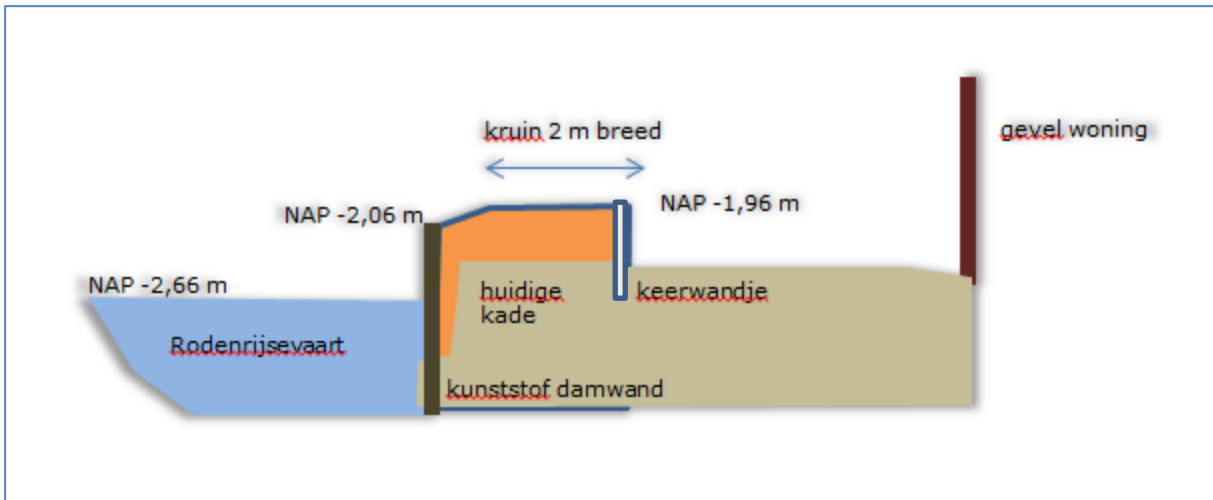 kruin 2 m breed
gevel woning
NAP -2,06 m
NAP -1,96 m
NAP -2,66 m
huidige
kade
keerwandje
Rodenrijsevaart
kunststof damwand